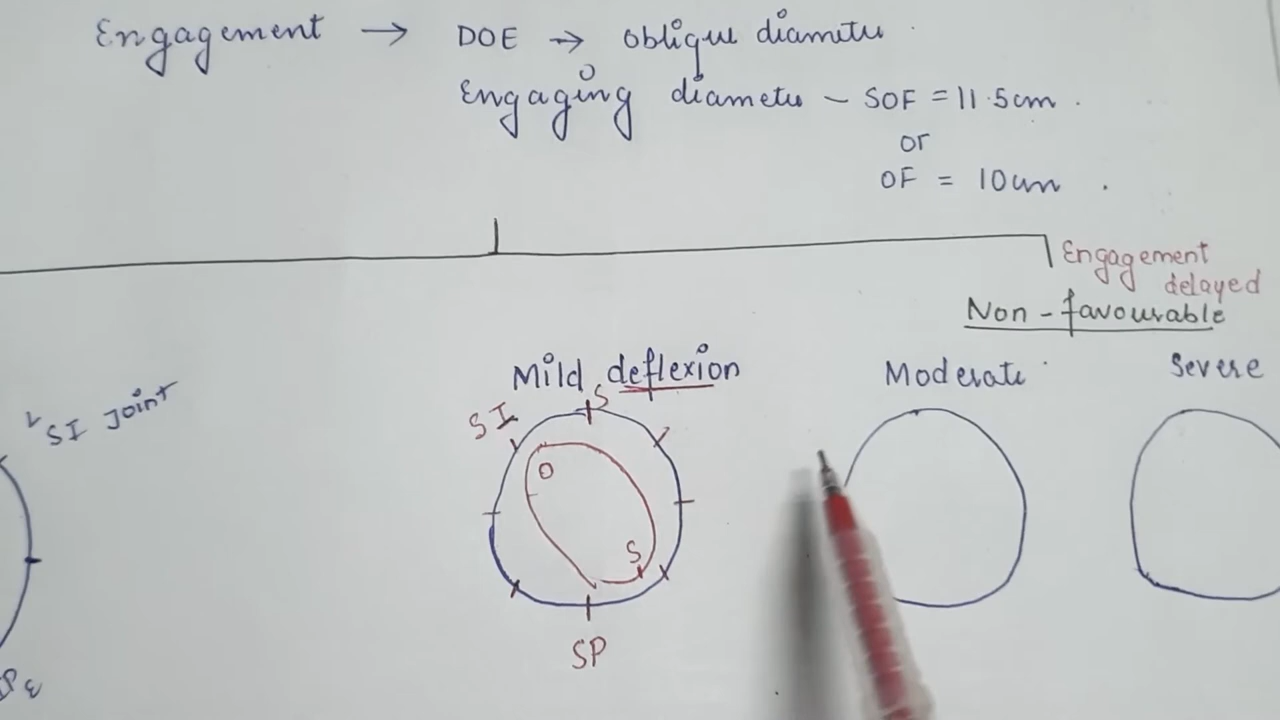 Engagement → DOE → Oblique diameter
Engaging diameter – SOF = 11.5cm.
or
OF = 10cm.
Engagement
delayed
Non-favourable
Mild deflexion
Moderate
Severe
SI Joint
SI
S
O
S
SP